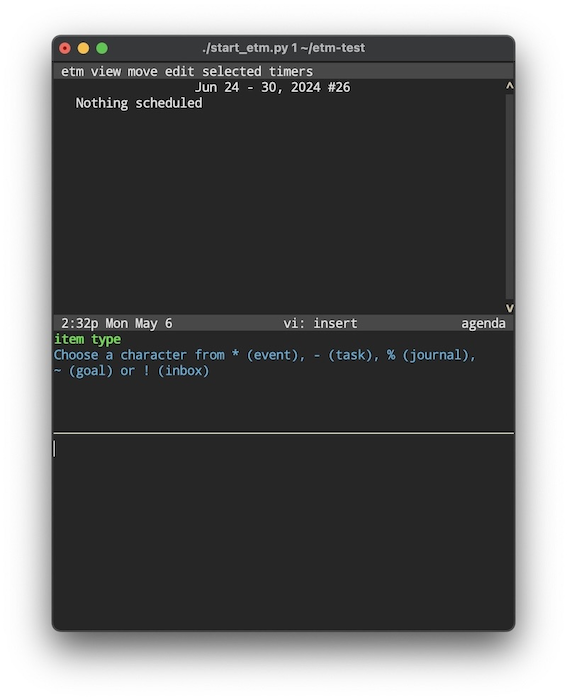 ./start_etm.py 1 ~/etm-test
etm view move edit selected timers
Jun 24 - 30, 2024 #26
^
Nothing scheduled
v
2:32p Mon May 6 vi: insert agenda
item type
Choose a character from * (event), - (task), % (journal),
~ (goal) or ! (inbox)